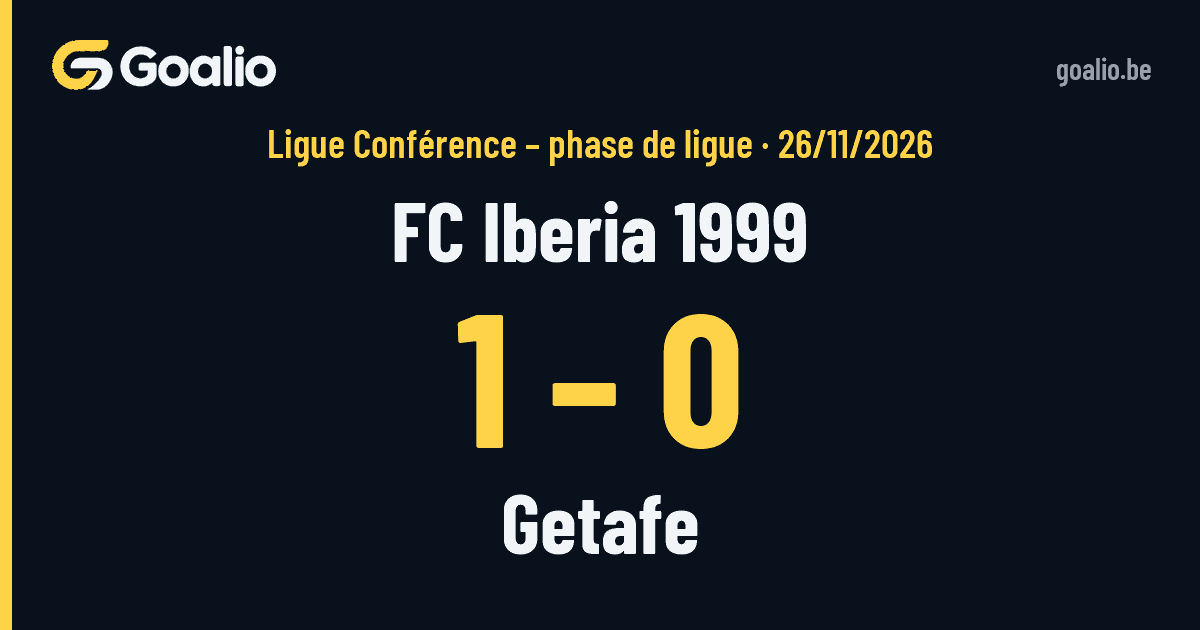 Goalio
goalio.be
Ligue Conférence – phase de ligue · 26/11/2026
FC Iberia 1999
1 – 0
Getafe